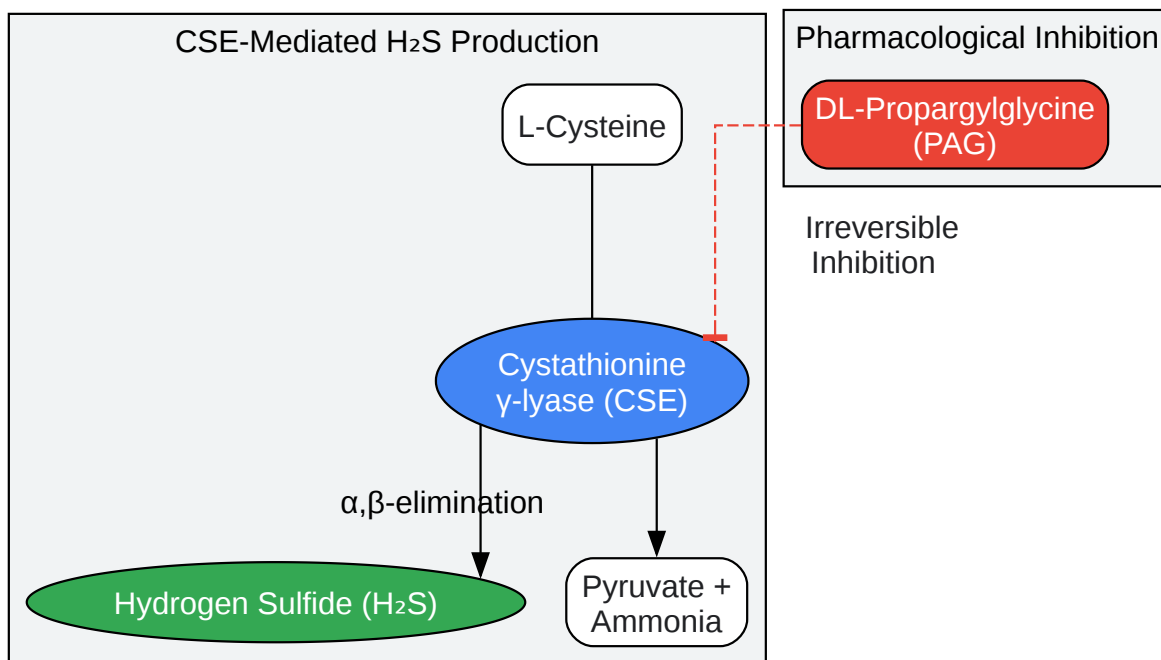 CSE-Mediated H₂S Production
Pharmacological Inhibition
L-Cysteine
DL-Propargylglycine
(PAG)
Irreversible
Inhibition
Cystathionine
γ-lyase (CSE)
α,β-elimination
Hydrogen Sulfide (H₂S)
Pyruvate +
Ammonia